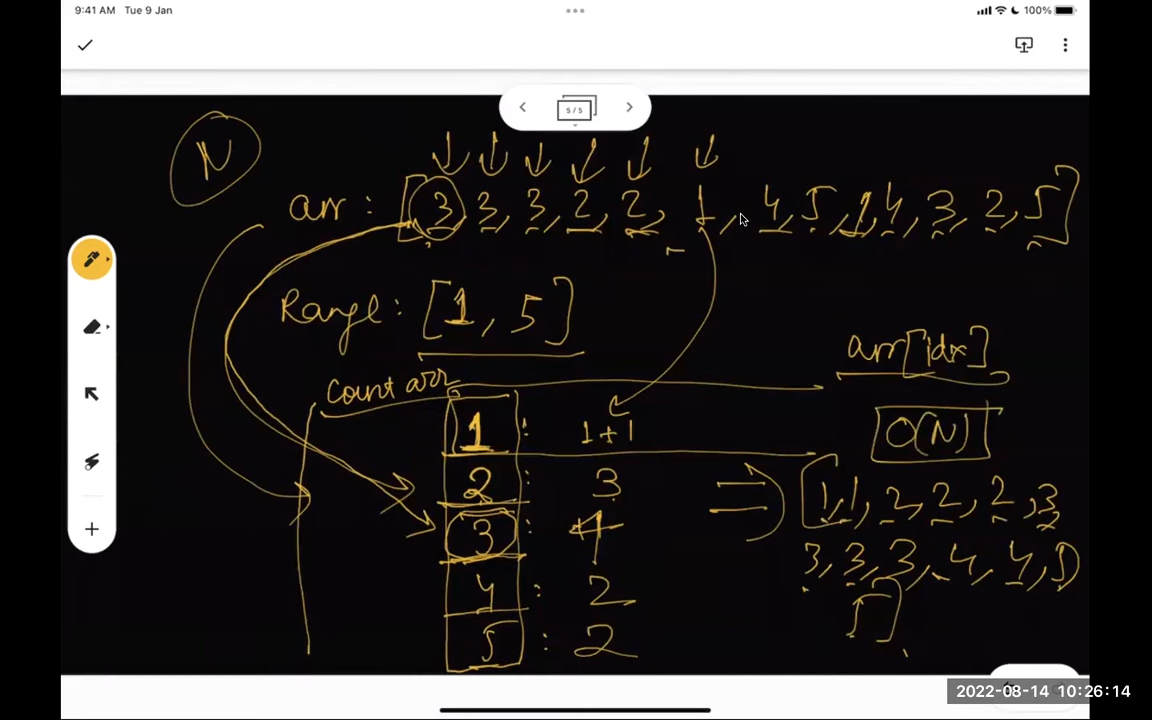 9:41 AM Tue 9 Jan
100%
5 / 5
N
arr : [3, 3, 3, 2, 2, 1, 4, 5, 1, 4, 3, 2, 5]
Range : [1, 5]
arr[idx]
Count arr
O(N)
1 : 1+1
2 : 3
3 : 4
4 : 2
5 : 2
⇒ [1, 1, 2, 2, 2, 3
3, 3, 3, 4, 4, 5
5]
2022-08-14 10:26:14